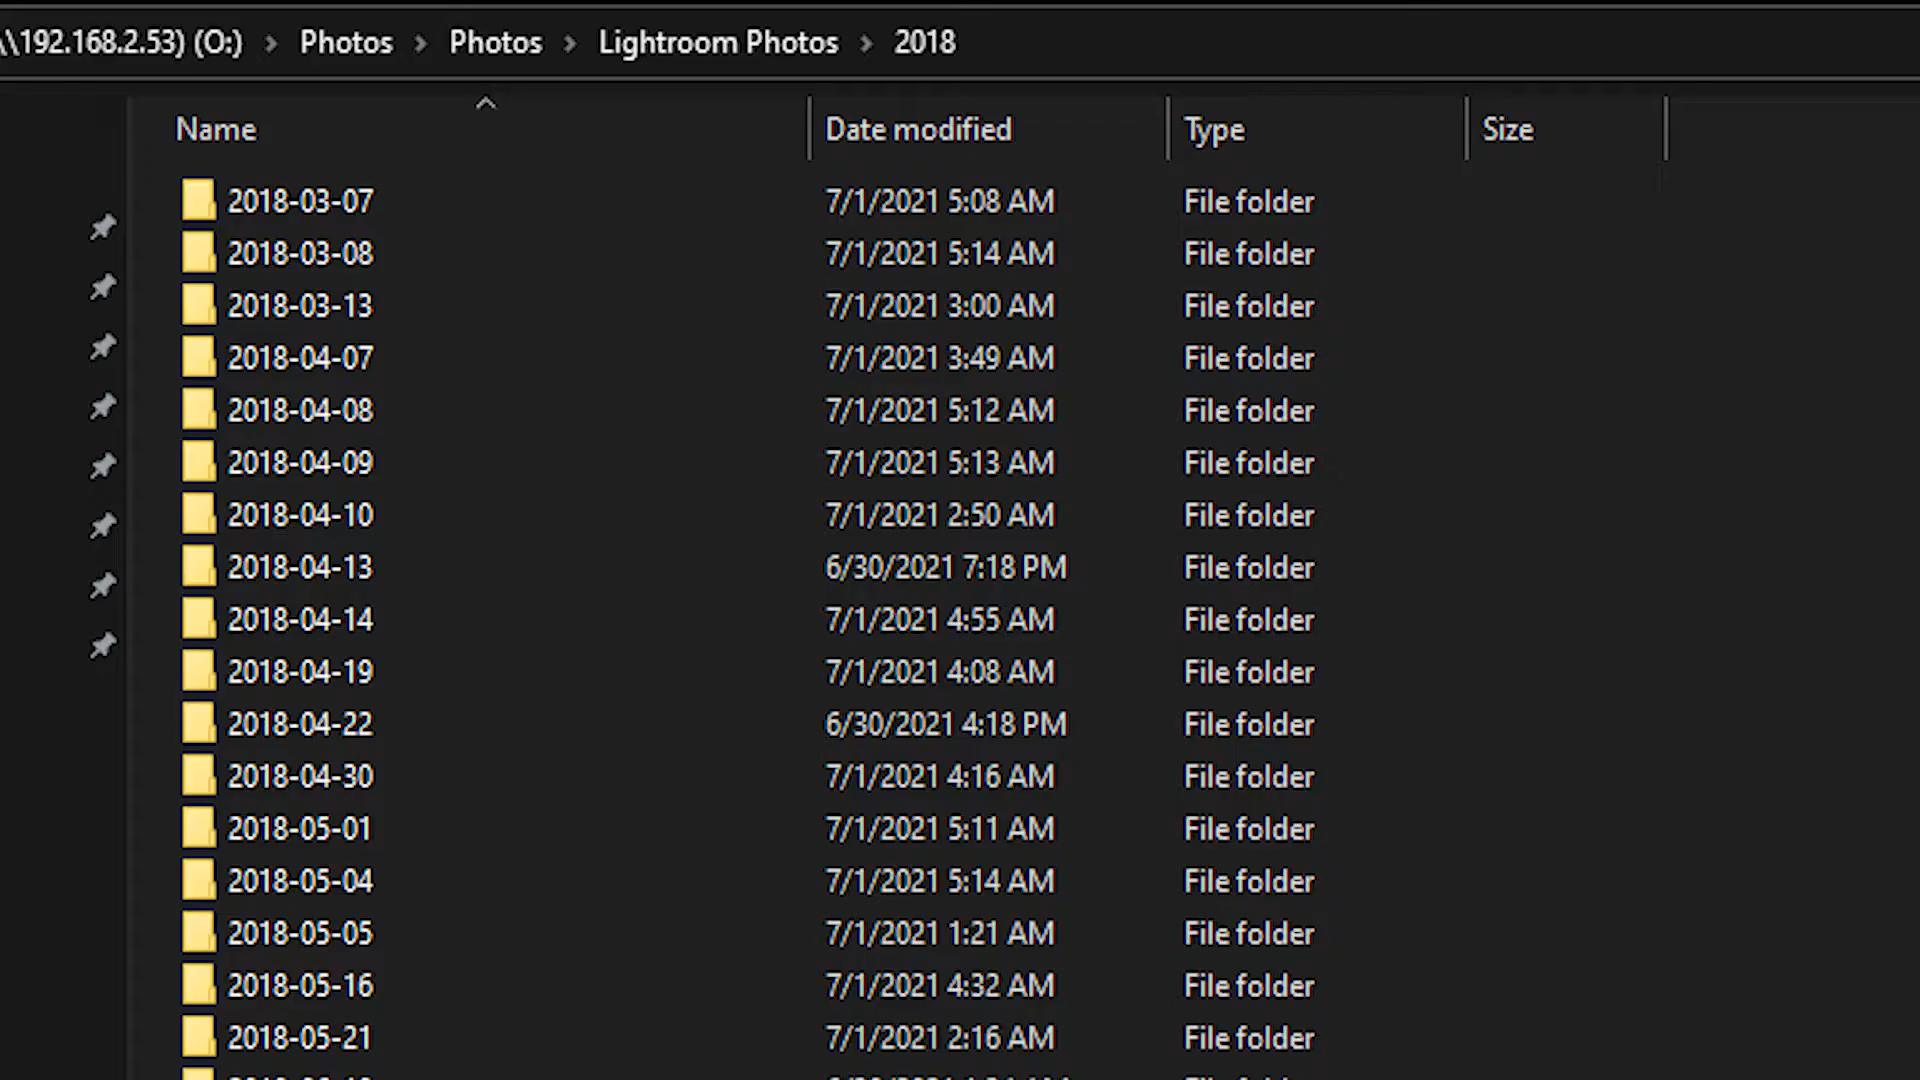 \\192.168.2.53) (O:) > Photos > Photos > Lightroom Photos > 2018
Name Date modified Type Size
2018-03-07 7/1/2021 5:08 AM File folder
2018-03-08 7/1/2021 5:14 AM File folder
2018-03-13 7/1/2021 3:00 AM File folder
2018-04-07 7/1/2021 3:49 AM File folder
2018-04-08 7/1/2021 5:12 AM File folder
2018-04-09 7/1/2021 5:13 AM File folder
2018-04-10 7/1/2021 2:50 AM File folder
2018-04-13 6/30/2021 7:18 PM File folder
2018-04-14 7/1/2021 4:55 AM File folder
2018-04-19 7/1/2021 4:08 AM File folder
2018-04-22 6/30/2021 4:18 PM File folder
2018-04-30 7/1/2021 4:16 AM File folder
2018-05-01 7/1/2021 5:11 AM File folder
2018-05-04 7/1/2021 5:14 AM File folder
2018-05-05 7/1/2021 1:21 AM File folder
2018-05-16 7/1/2021 4:32 AM File folder
2018-05-21 7/1/2021 2:16 AM File folder